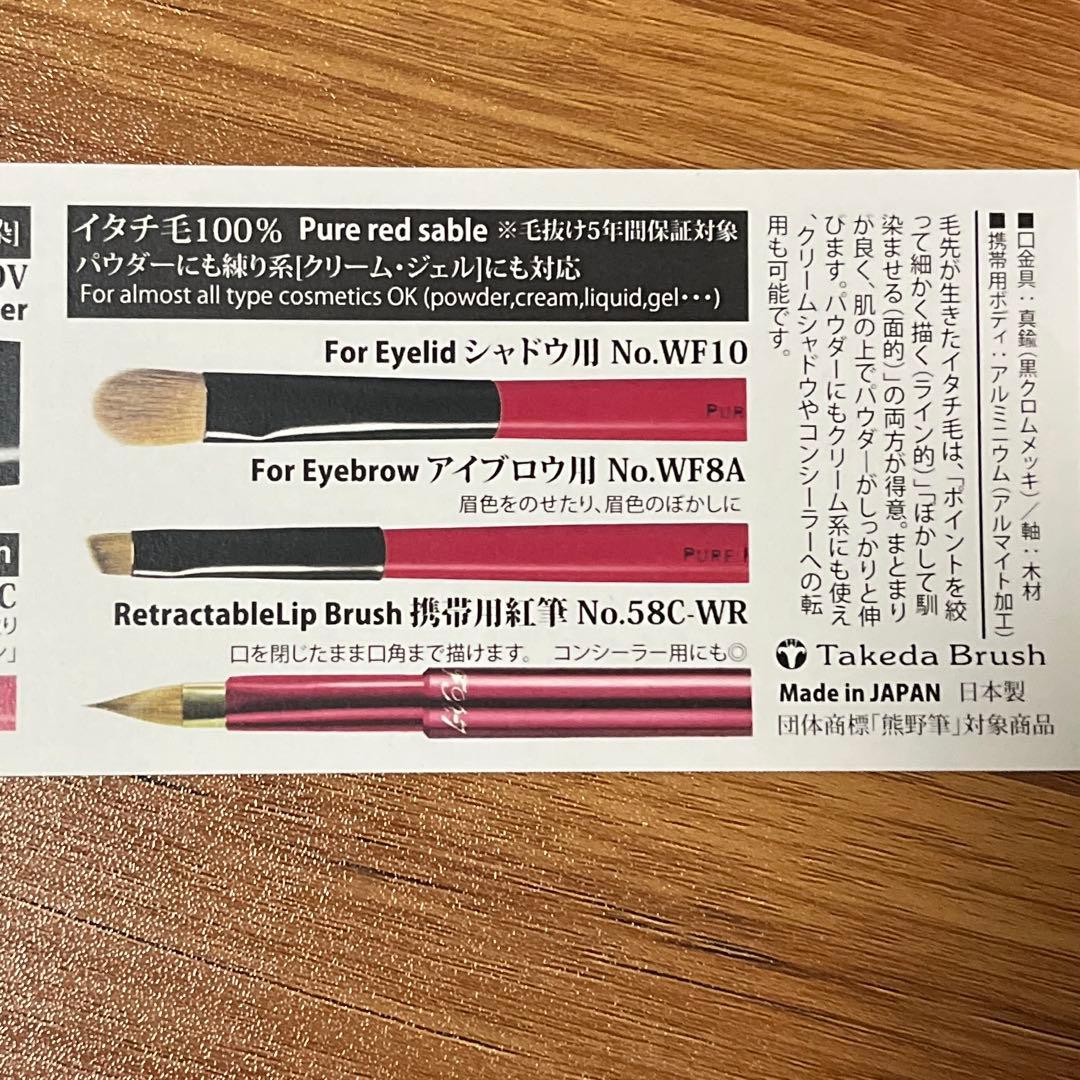 染]
0V
er
n
C
り
ン」
イタチ毛100% Pure red sable ※毛抜け5年間保証対象
パウダーにも練り系[クリーム・ジェル]にも対応
For almost all type cosmetics OK (powder,cream,liquid,gel･･･)
For Eyelid シャドウ用 No.WF10
PUR
For Eyebrow アイブロウ用 No.WF8A
眉色をのせたり、眉色のぼかしに
PURE
RetractableLip Brush 携帯用紅筆 No.58C-WR
口を閉じたまま口角まで描けます。 コンシーラー用にも◎
■口金具：真鍮(黒クロムメッキ)／軸：木材
■携帯用ボディ：アルミニウム(アルマイト加工)
毛先が生きたイタチ毛は、「ポイントを絞
って細かく描く(ライン的)」「ぼかして馴
染ませる(面的)」の両方が得意。まとまり
が良く、肌の上でパウダーがしっかりと伸
びます。パウダーにもクリーム系にも使え
、クリームシャドウやコンシーラーへの転
用も可能です。
Takeda Brush
Made in JAPAN 日本製
団体商標「熊野筆」対象商品